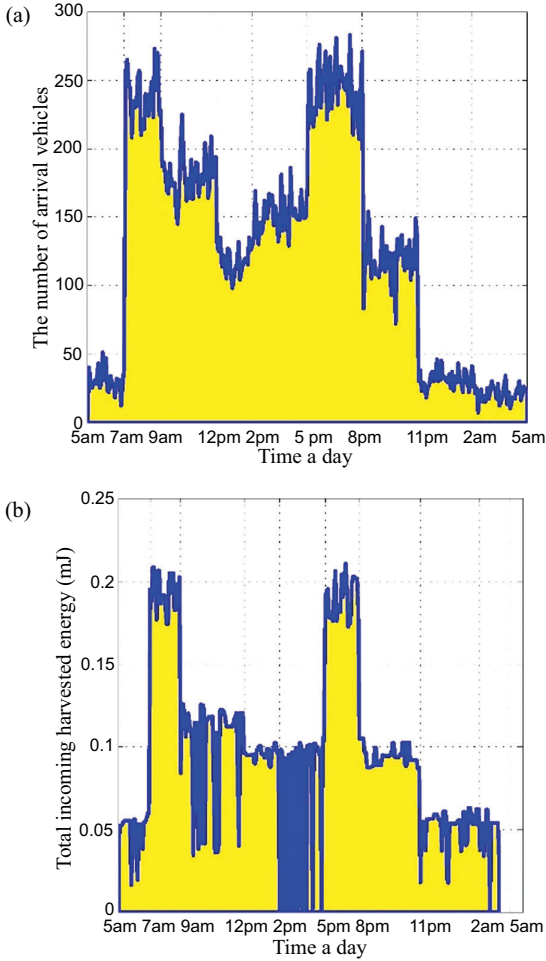 (a)
The number of arrival vehicles
300
250
200
150
100
50
0
5am 7am 9am 12pm 2pm 5 pm 8pm 11pm 2am 5am
Time a day
(b)
Total incoming harvested energy (mJ)
0.25
0.2
0.15
0.1
0.05
0
5am 7am 9am 12pm 2pm 5pm 8pm 11pm 2am 5am
Time a day